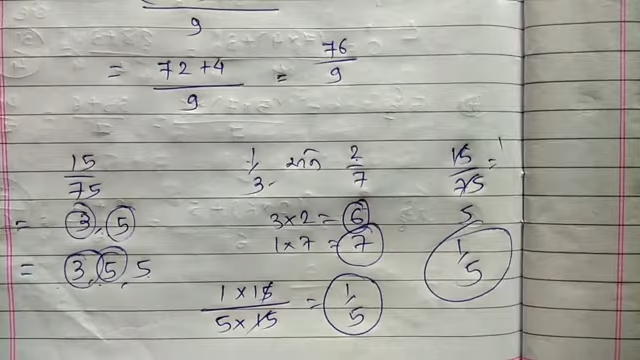 9
= 72+4/9 = 76/9
15/75
= 3, 5
= 3, 5, 5
1/3 2/7
3×2 = 6
1×7 = 7
1×15/5×15 = 1/5
15/75 = 1
5
1/5